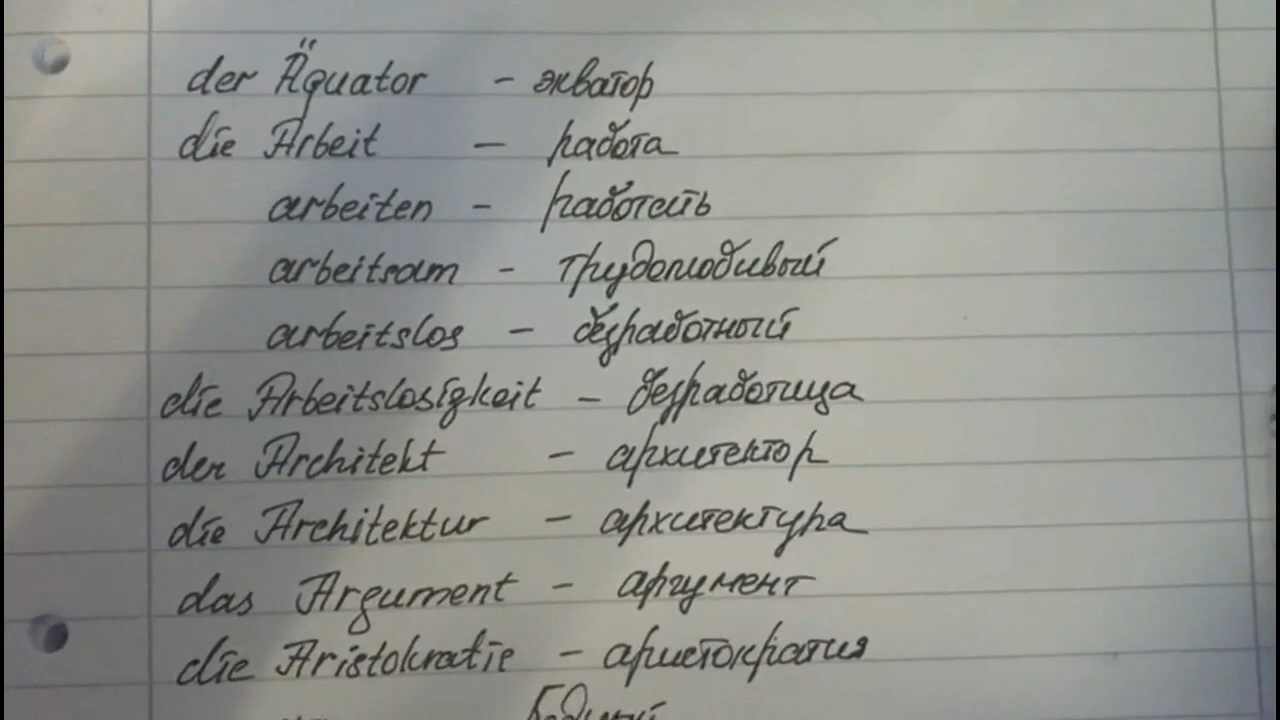 der Äquator - экватор
die Arbeit - работа
arbeiten - работать
arbeitsam - трудолюбивый
arbeitslos - безработный
die Arbeitslosigkeit - безработица
der Architekt - архитектор
die Architektur - архитектура
das Argument - аргумент
die Aristokratie - аристократия